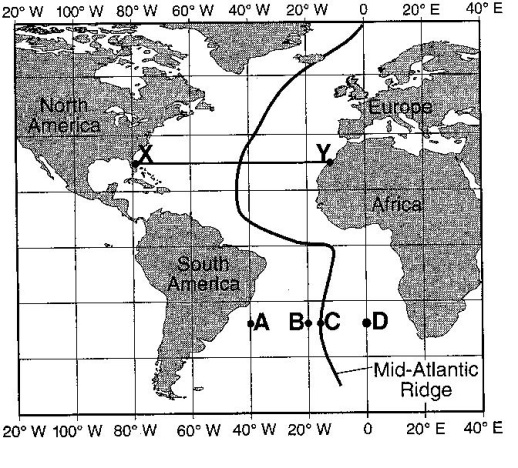 20° W 100° W 80° W 60° W 40° W 20° W 0 20° E 40° E
North
America
Europe
X
Y
Africa
South
America
A B C D
Mid-Atlantic
Ridge
20° W 100° W 80° W 60° W 40° W 20° W 0 20° E 40° E